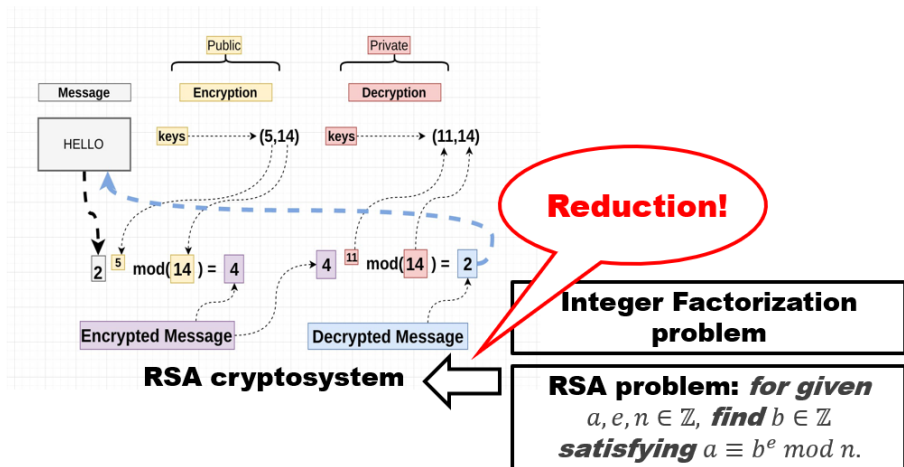 Public
Private
Message
Encryption
Decryption
HELLO
keys (5,14)
keys (11,14)
Reduction!
2 5 mod(14) = 4
4 11 mod(14) = 2
Encrypted Message
Decrypted Message
RSA cryptosystem
Integer Factorization
problem
RSA problem: for given
a, e, n ∈ ℤ, find b ∈ ℤ
satisfying a ≡ bᵉ mod n.